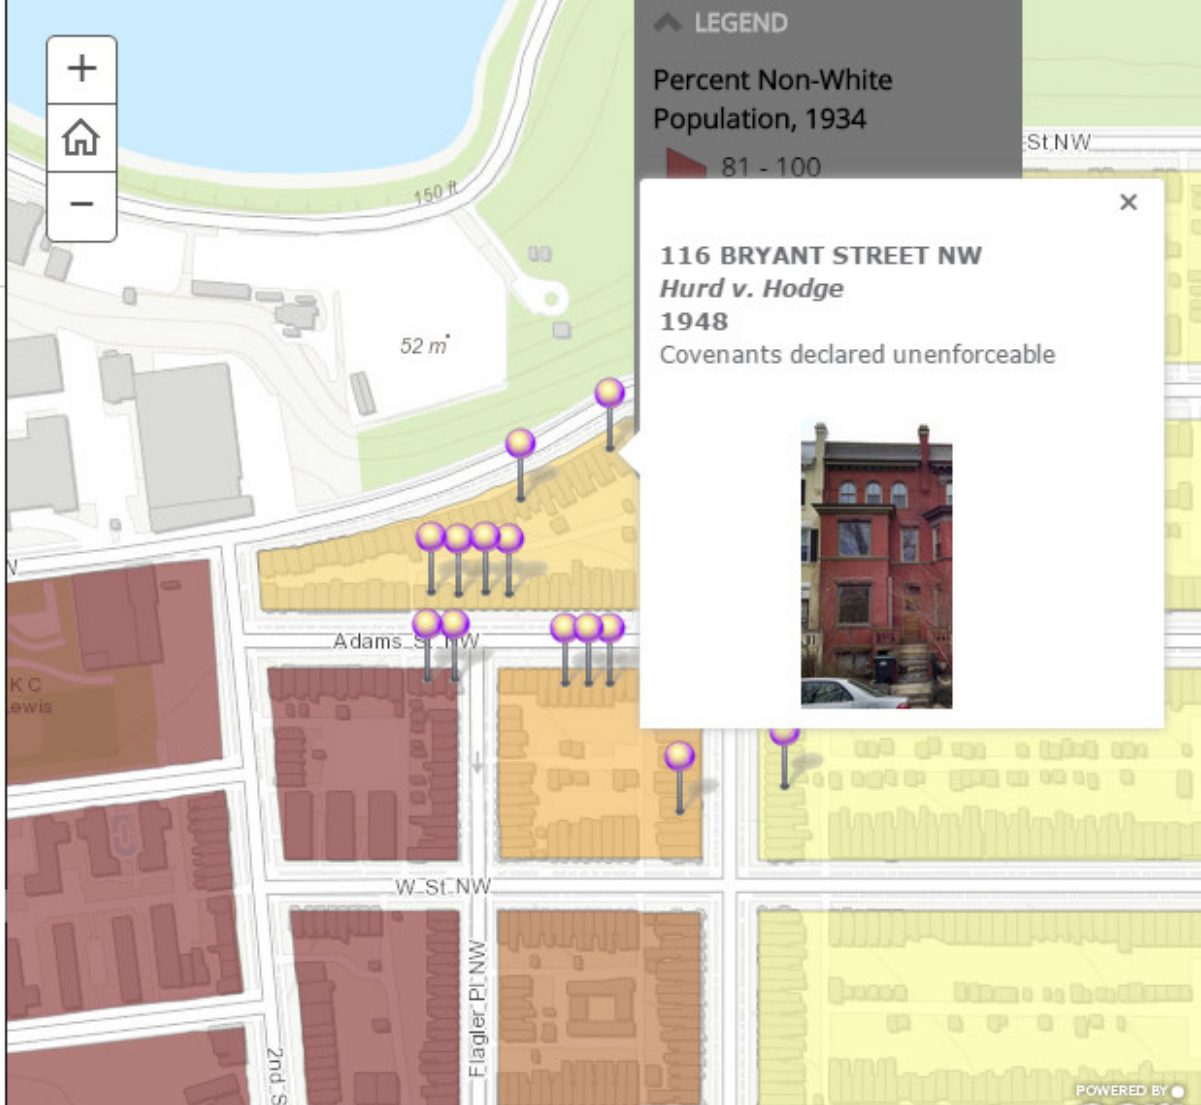 +
−
LEGEND
Percent Non-White
Population, 1934
81 - 100
St NW
150 ft
×
116 BRYANT STREET NW
Hurd v. Hodge
1948
Covenants declared unenforceable
52 m
Adams St NW
K C
Lewis
W St NW
Flagler Pl NW
2nd S
POWERED BY